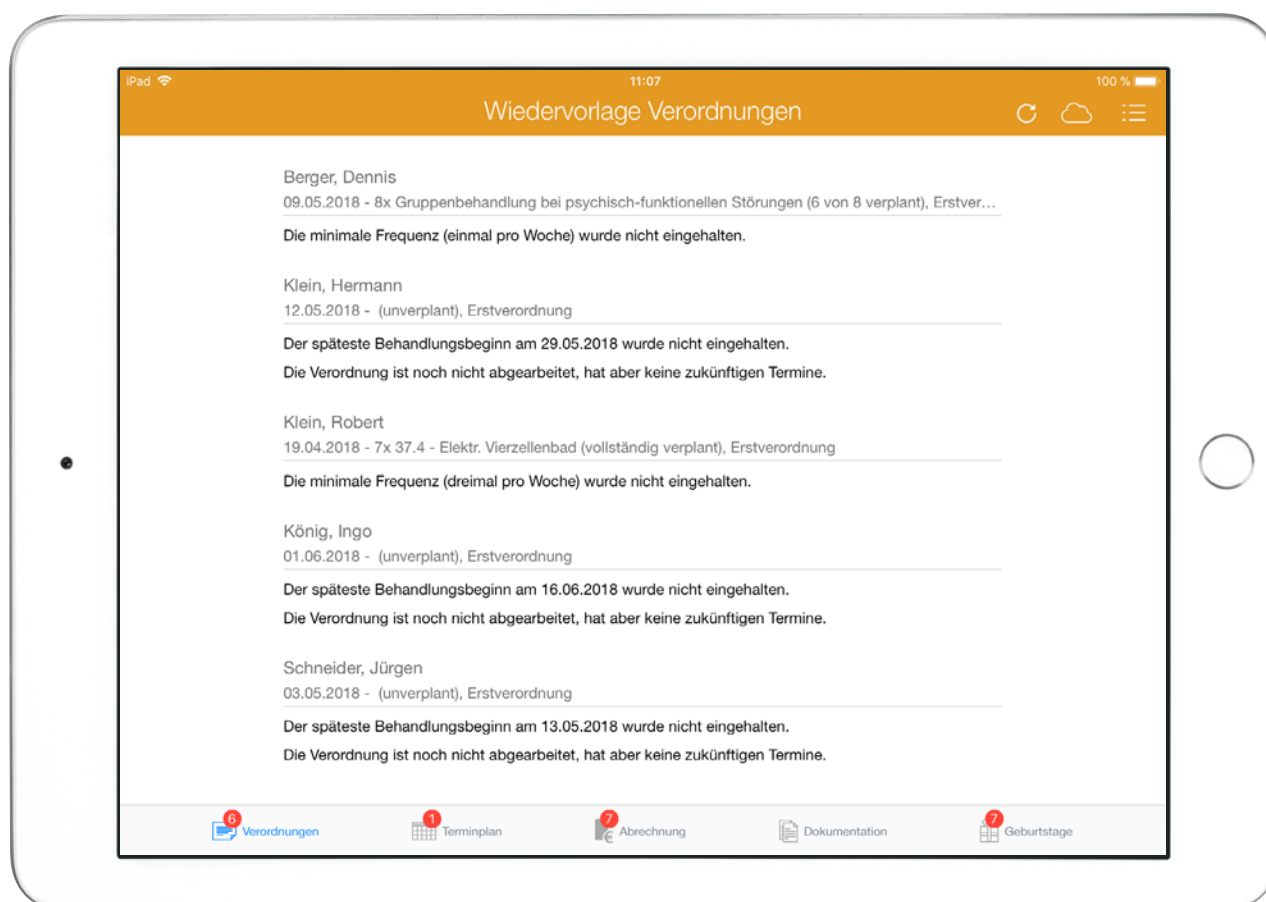 iPad 11:07 100 %
Wiedervorlage Verordnungen
Berger, Dennis
09.05.2018 - 8x Gruppenbehandlung bei psychisch-funktionellen Störungen (6 von 8 verplant), Erstver…
Die minimale Frequenz (einmal pro Woche) wurde nicht eingehalten.
Klein, Hermann
12.05.2018 - (unverplant), Erstverordnung
Der späteste Behandlungsbeginn am 29.05.2018 wurde nicht eingehalten.
Die Verordnung ist noch nicht abgearbeitet, hat aber keine zukünftigen Termine.
Klein, Robert
19.04.2018 - 7x 37.4 - Elektr. Vierzellenbad (vollständig verplant), Erstverordnung
Die minimale Frequenz (dreimal pro Woche) wurde nicht eingehalten.
König, Ingo
01.06.2018 - (unverplant), Erstverordnung
Der späteste Behandlungsbeginn am 16.06.2018 wurde nicht eingehalten.
Die Verordnung ist noch nicht abgearbeitet, hat aber keine zukünftigen Termine.
Schneider, Jürgen
03.05.2018 - (unverplant), Erstverordnung
Der späteste Behandlungsbeginn am 13.05.2018 wurde nicht eingehalten.
Die Verordnung ist noch nicht abgearbeitet, hat aber keine zukünftigen Termine.
6 1 7 7
Verordnungen Terminplan € Abrechnung Dokumentation Geburtstage